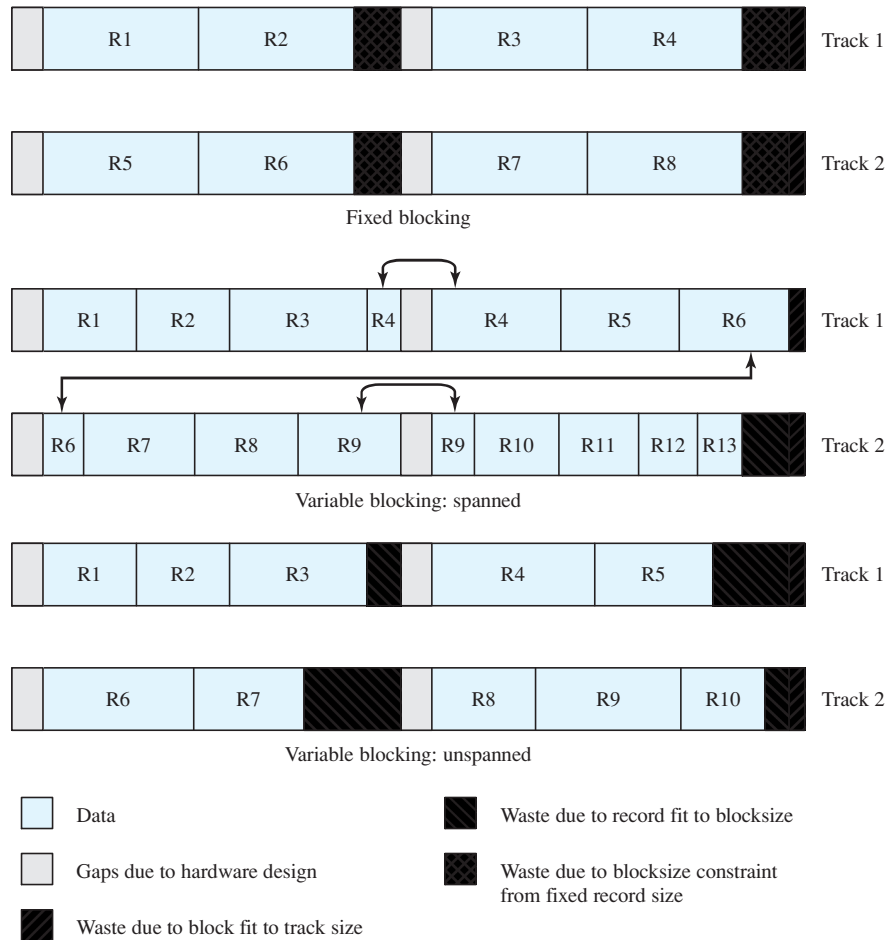 R1 R2 R3 R4 Track 1
R5 R6 R7 R8 Track 2
Fixed blocking
R1 R2 R3 R4 R4 R5 R6 Track 1
R6 R7 R8 R9 R9 R10 R11 R12 R13 Track 2
Variable blocking: spanned
R1 R2 R3 R4 R5 Track 1
R6 R7 R8 R9 R10 Track 2
Variable blocking: unspanned
Data
Gaps due to hardware design
Waste due to block fit to track size
Waste due to record fit to blocksize
Waste due to blocksize constraint
from fixed record size